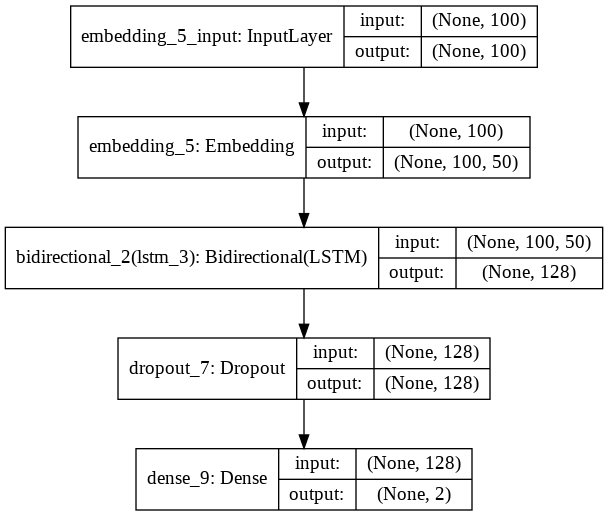 embedding_5_input: InputLayer
input: (None, 100)
output: (None, 100)
embedding_5: Embedding
input: (None, 100)
output: (None, 100, 50)
bidirectional_2(lstm_3): Bidirectional(LSTM)
input: (None, 100, 50)
output: (None, 128)
dropout_7: Dropout
input: (None, 128)
output: (None, 128)
dense_9: Dense
input: (None, 128)
output: (None, 2)